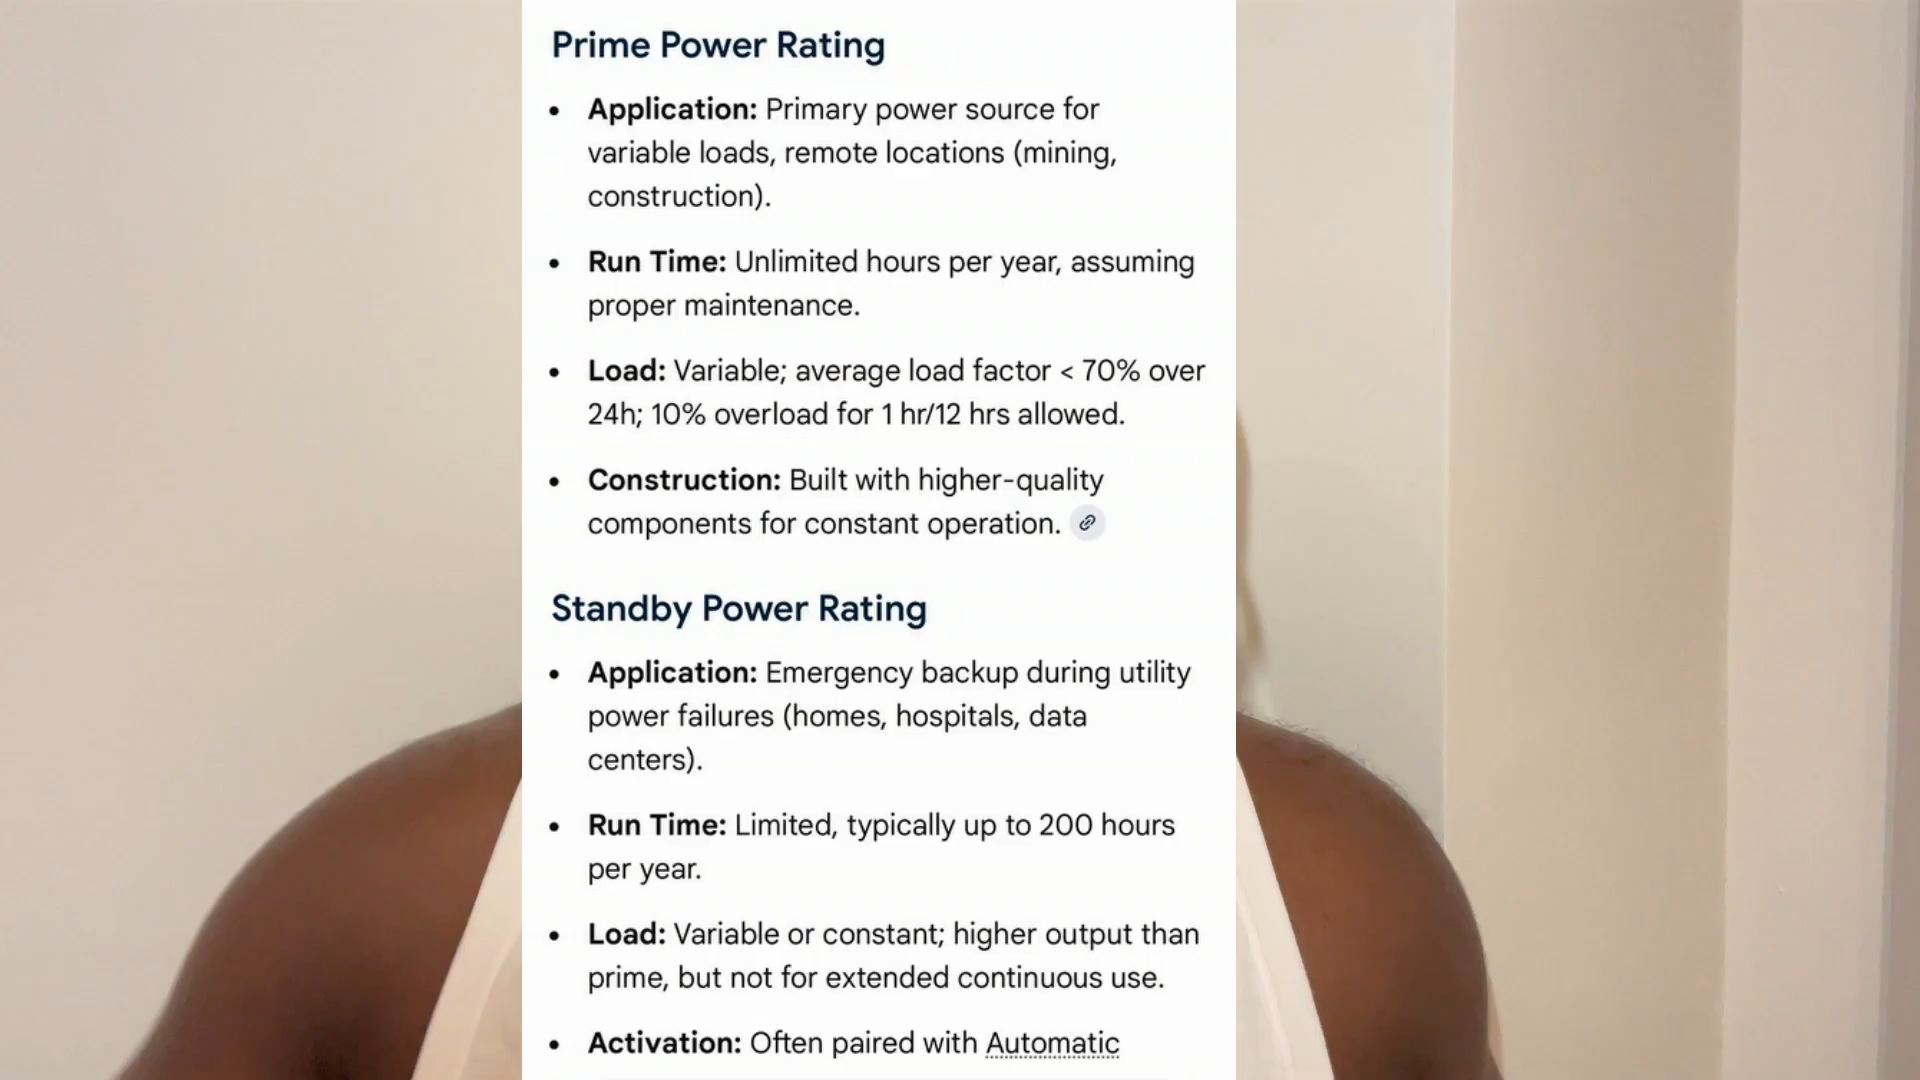 Prime Power Rating
• Application: Primary power source for
variable loads, remote locations (mining,
construction).
• Run Time: Unlimited hours per year, assuming
proper maintenance.
• Load: Variable; average load factor < 70% over
24h; 10% overload for 1 hr/12 hrs allowed.
• Construction: Built with higher-quality
components for constant operation.
Standby Power Rating
• Application: Emergency backup during utility
power failures (homes, hospitals, data
centers).
• Run Time: Limited, typically up to 200 hours
per year.
• Load: Variable or constant; higher output than
prime, but not for extended continuous use.
• Activation: Often paired with Automatic